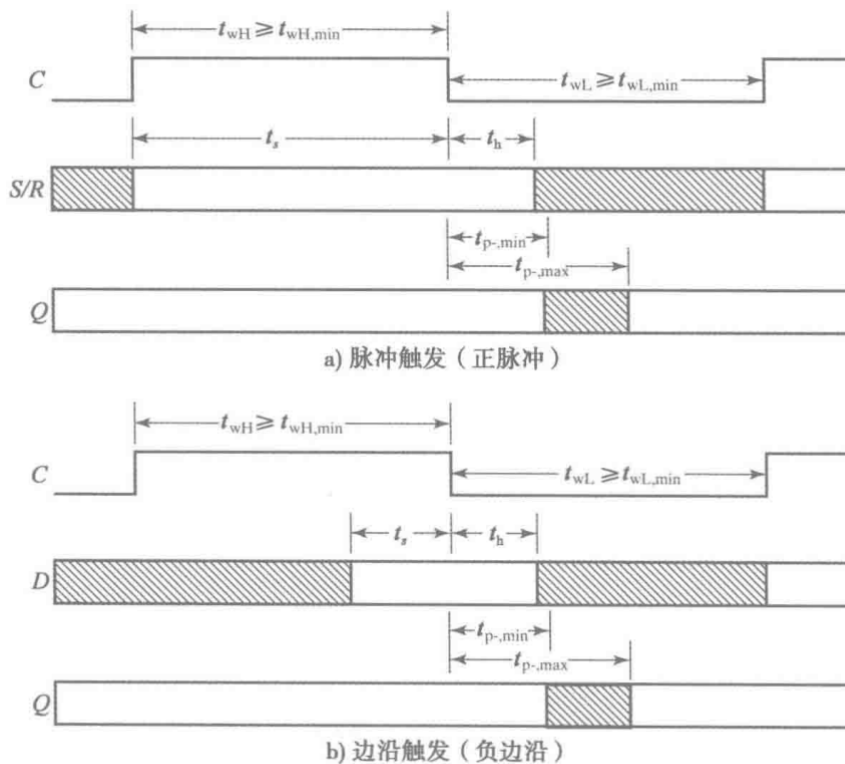 t_wH ≥ t_wH,min
C
t_wL ≥ t_wL,min
t_s
t_h
S/R
t_p-,min
t_p-,max
Q
a) 脉冲触发（正脉冲）
t_wH ≥ t_wH,min
C
t_wL ≥ t_wL,min
t_s
t_h
D
t_p-,min
t_p-,max
Q
b) 边沿触发（负边沿）